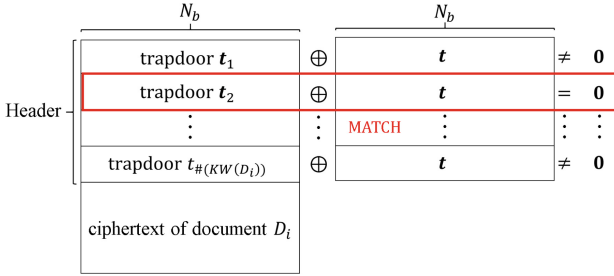 N_b N_b
trapdoor t_1 ⊕ t ≠ 0
trapdoor t_2 ⊕ t = 0
Header
⋮ ⋮ MATCH ⋮ ⋮ ⋮
trapdoor t_{#(KW(D_i))} ⊕ t ≠ 0
ciphertext of document D_i